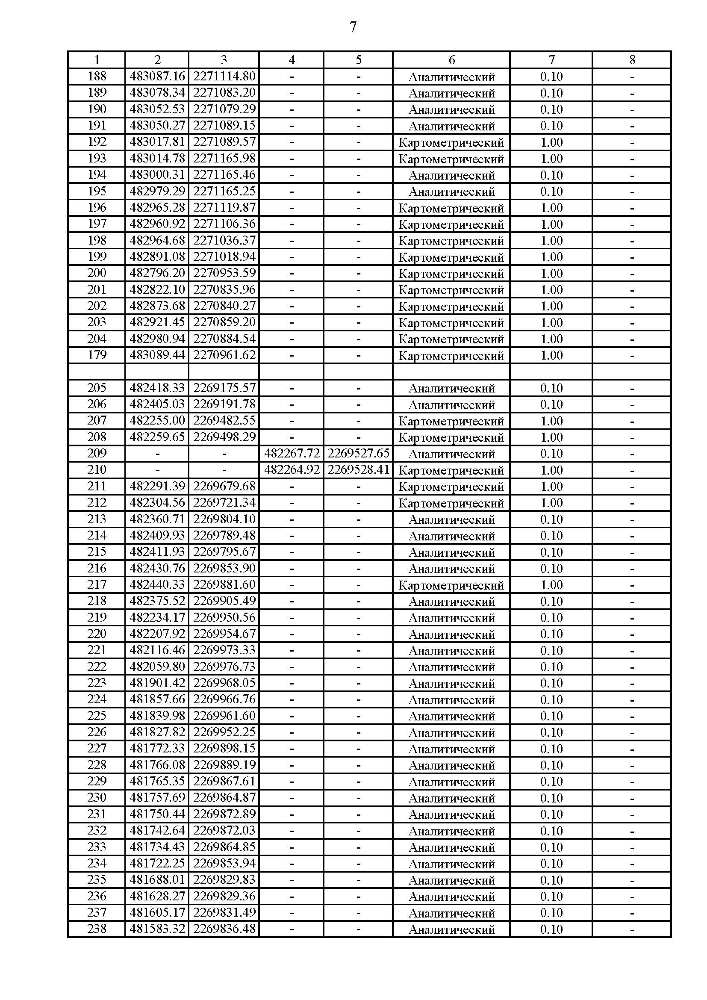 7
1 2 3 4 5 6 7 8
188 483087.16 2271114.80 - - Аналитический 0.10 -
189 483078.34 2271083.20 - - Аналитический 0.10 -
190 483052.53 2271079.29 - - Аналитический 0.10 -
191 483050.27 2271089.15 - - Аналитический 0.10 -
192 483017.81 2271089.57 - - Картометрический 1.00 -
193 483014.78 2271165.98 - - Картометрический 1.00 -
194 483000.31 2271165.46 - - Аналитический 0.10 -
195 482979.29 2271165.25 - - Аналитический 0.10 -
196 482965.28 2271119.87 - - Картометрический 1.00 -
197 482960.92 2271106.36 - - Картометрический 1.00 -
198 482964.68 2271036.37 - - Картометрический 1.00 -
199 482891.08 2271018.94 - - Картометрический 1.00 -
200 482796.20 2270953.59 - - Картометрический 1.00 -
201 482822.10 2270835.96 - - Картометрический 1.00 -
202 482873.68 2270840.27 - - Картометрический 1.00 -
203 482921.45 2270859.20 - - Картометрический 1.00 -
204 482980.94 2270884.54 - - Картометрический 1.00 -
179 483089.44 2270961.62 - - Картометрический 1.00 -
205 482418.33 2269175.57 - - Аналитический 0.10 -
206 482405.03 2269191.78 - - Аналитический 0.10 -
207 482255.00 2269482.55 - - Картометрический 1.00 -
208 482259.65 2269498.29 - - Картометрический 1.00 -
209 - - 482267.72 2269527.65 Аналитический 0.10 -
210 - - 482264.92 2269528.41 Картометрический 1.00 -
211 482291.39 2269679.68 - - Картометрический 1.00 -
212 482304.56 2269721.34 - - Картометрический 1.00 -
213 482360.71 2269804.10 - - Аналитический 0.10 -
214 482409.93 2269789.48 - - Аналитический 0.10 -
215 482411.93 2269795.67 - - Аналитический 0.10 -
216 482430.76 2269853.90 - - Аналитический 0.10 -
217 482440.33 2269881.60 - - Картометрический 1.00 -
218 482375.52 2269905.49 - - Аналитический 0.10 -
219 482234.17 2269950.56 - - Аналитический 0.10 -
220 482207.92 2269954.67 - - Аналитический 0.10 -
221 482116.46 2269973.33 - - Аналитический 0.10 -
222 482059.80 2269976.73 - - Аналитический 0.10 -
223 481901.42 2269968.05 - - Аналитический 0.10 -
224 481857.66 2269966.76 - - Аналитический 0.10 -
225 481839.98 2269961.60 - - Аналитический 0.10 -
226 481827.82 2269952.25 - - Аналитический 0.10 -
227 481772.33 2269898.15 - - Аналитический 0.10 -
228 481766.08 2269889.19 - - Аналитический 0.10 -
229 481765.35 2269867.61 - - Аналитический 0.10 -
230 481757.69 2269864.87 - - Аналитический 0.10 -
231 481750.44 2269872.89 - - Аналитический 0.10 -
232 481742.64 2269872.03 - - Аналитический 0.10 -
233 481734.43 2269864.85 - - Аналитический 0.10 -
234 481722.25 2269853.94 - - Аналитический 0.10 -
235 481688.01 2269829.83 - - Аналитический 0.10 -
236 481628.27 2269829.36 - - Аналитический 0.10 -
237 481605.17 2269831.49 - - Аналитический 0.10 -
238 481583.32 2269836.48 - - Аналитический 0.10 -